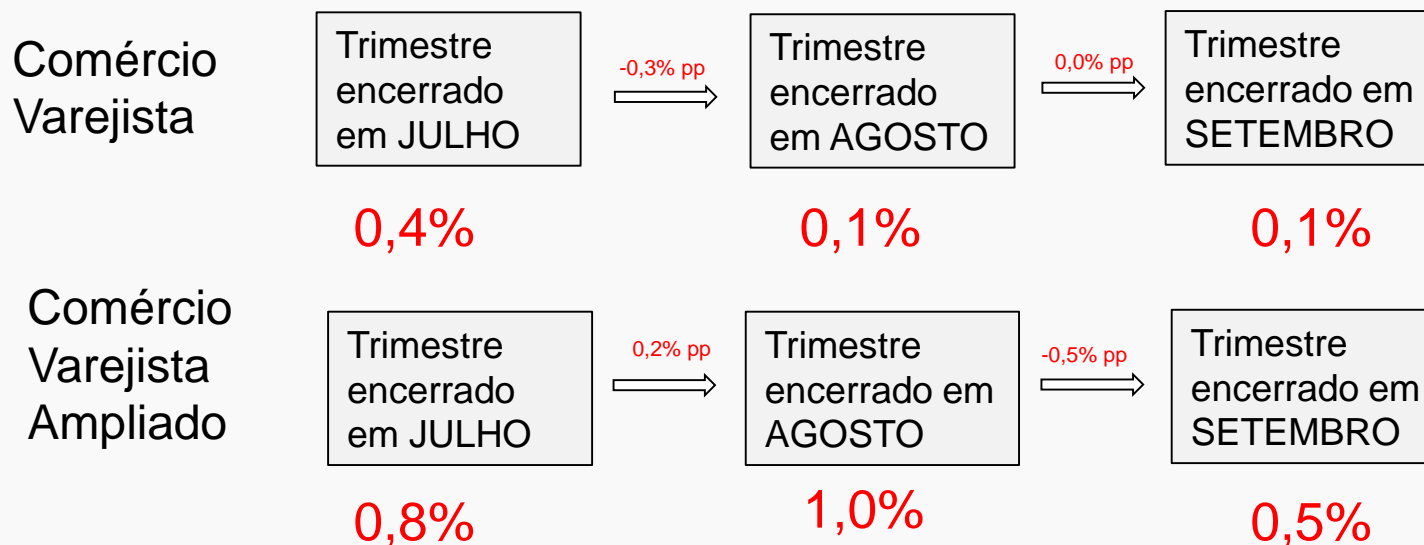 Comércio
Varejista
Trimestre
encerrado
em JULHO
-0,3% pp
Trimestre
encerrado
em AGOSTO
0,0% pp
Trimestre
encerrado em
SETEMBRO
0,4%
0,1%
0,1%
Comércio
Varejista
Ampliado
Trimestre
encerrado
em JULHO
0,2% pp
Trimestre
encerrado em
AGOSTO
-0,5% pp
Trimestre
encerrado em
SETEMBRO
0,8%
1,0%
0,5%